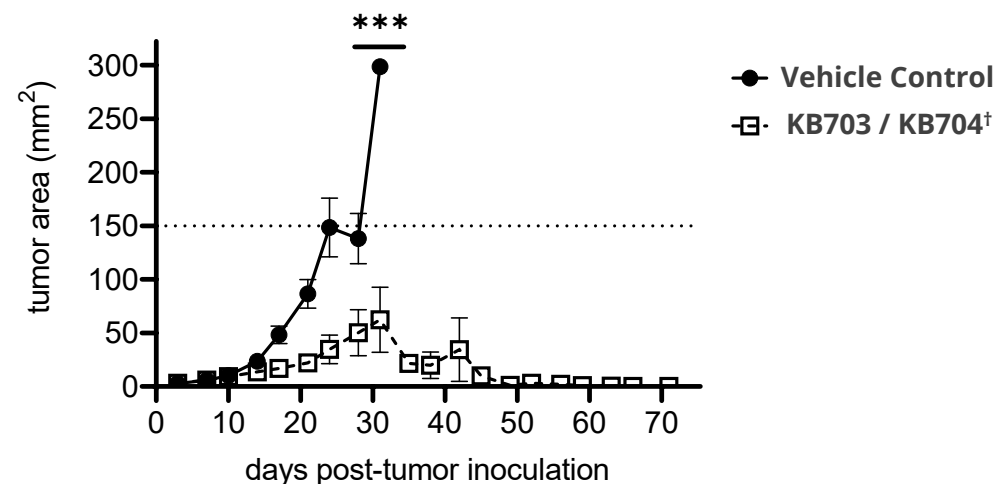 ***
300
250
200
150
100
50
0
tumor area (mm²)
0 10 20 30 40 50 60 70
days post-tumor inoculation
Vehicle Control
KB703 / KB704†